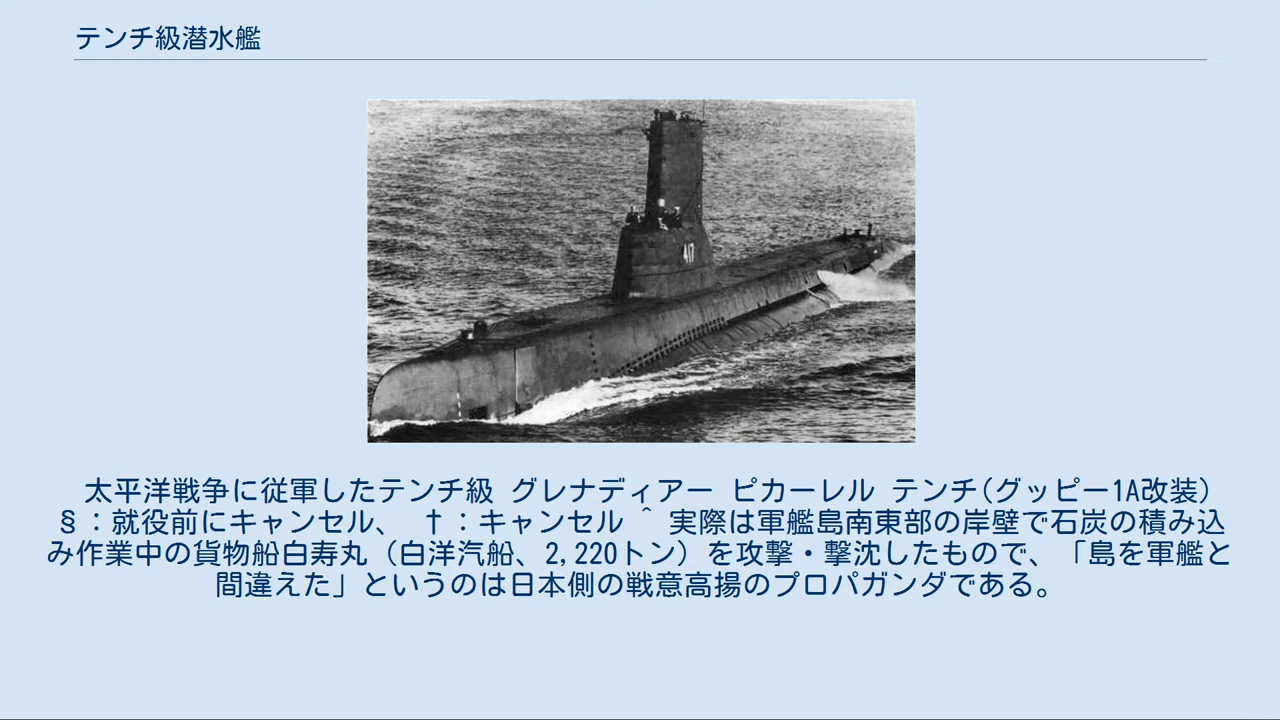 テンチ級潜水艦
417
太平洋戦争に従軍したテンチ級 グレナディアー ピカーレル テンチ(グッピー1A改装)
§：就役前にキャンセル、 †：キャンセル ^ 実際は軍艦島南東部の岸壁で石炭の積み込
み作業中の貨物船白寿丸（白洋汽船、2,220トン）を攻撃・撃沈したもので、「島を軍艦と
間違えた」というのは日本側の戦意高揚のプロパガンダである。